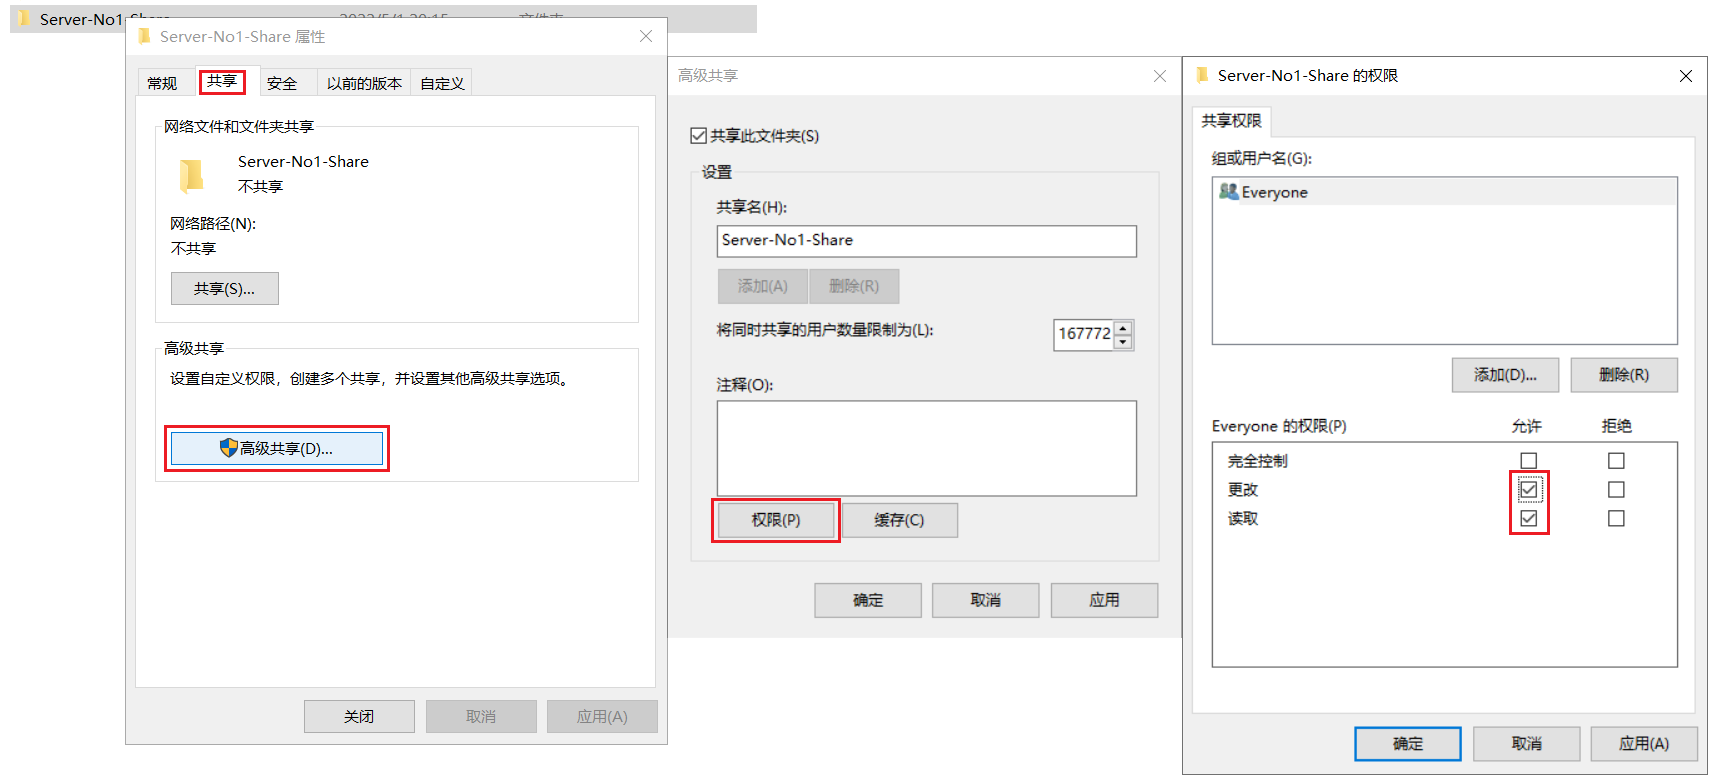 Server-No1-Share
Server-No1-Share 属性
常规 共享 安全 以前的版本 自定义
网络文件和文件夹共享
Server-No1-Share
不共享
网络路径(N):
不共享
共享(S)...
高级共享
设置自定义权限，创建多个共享，并设置其他高级共享选项。
高级共享(D)...
关闭 取消 应用(A)
高级共享
共享此文件夹(S)
设置
共享名(H):
Server-No1-Share
添加(A) 删除(R)
将同时共享的用户数量限制为(L):
167772
注释(O):
权限(P) 缓存(C)
确定 取消 应用
Server-No1-Share 的权限
共享权限
组或用户名(G):
Everyone
添加(D)... 删除(R)
Everyone 的权限(P) 允许 拒绝
完全控制
更改
读取
确定 取消 应用(A)